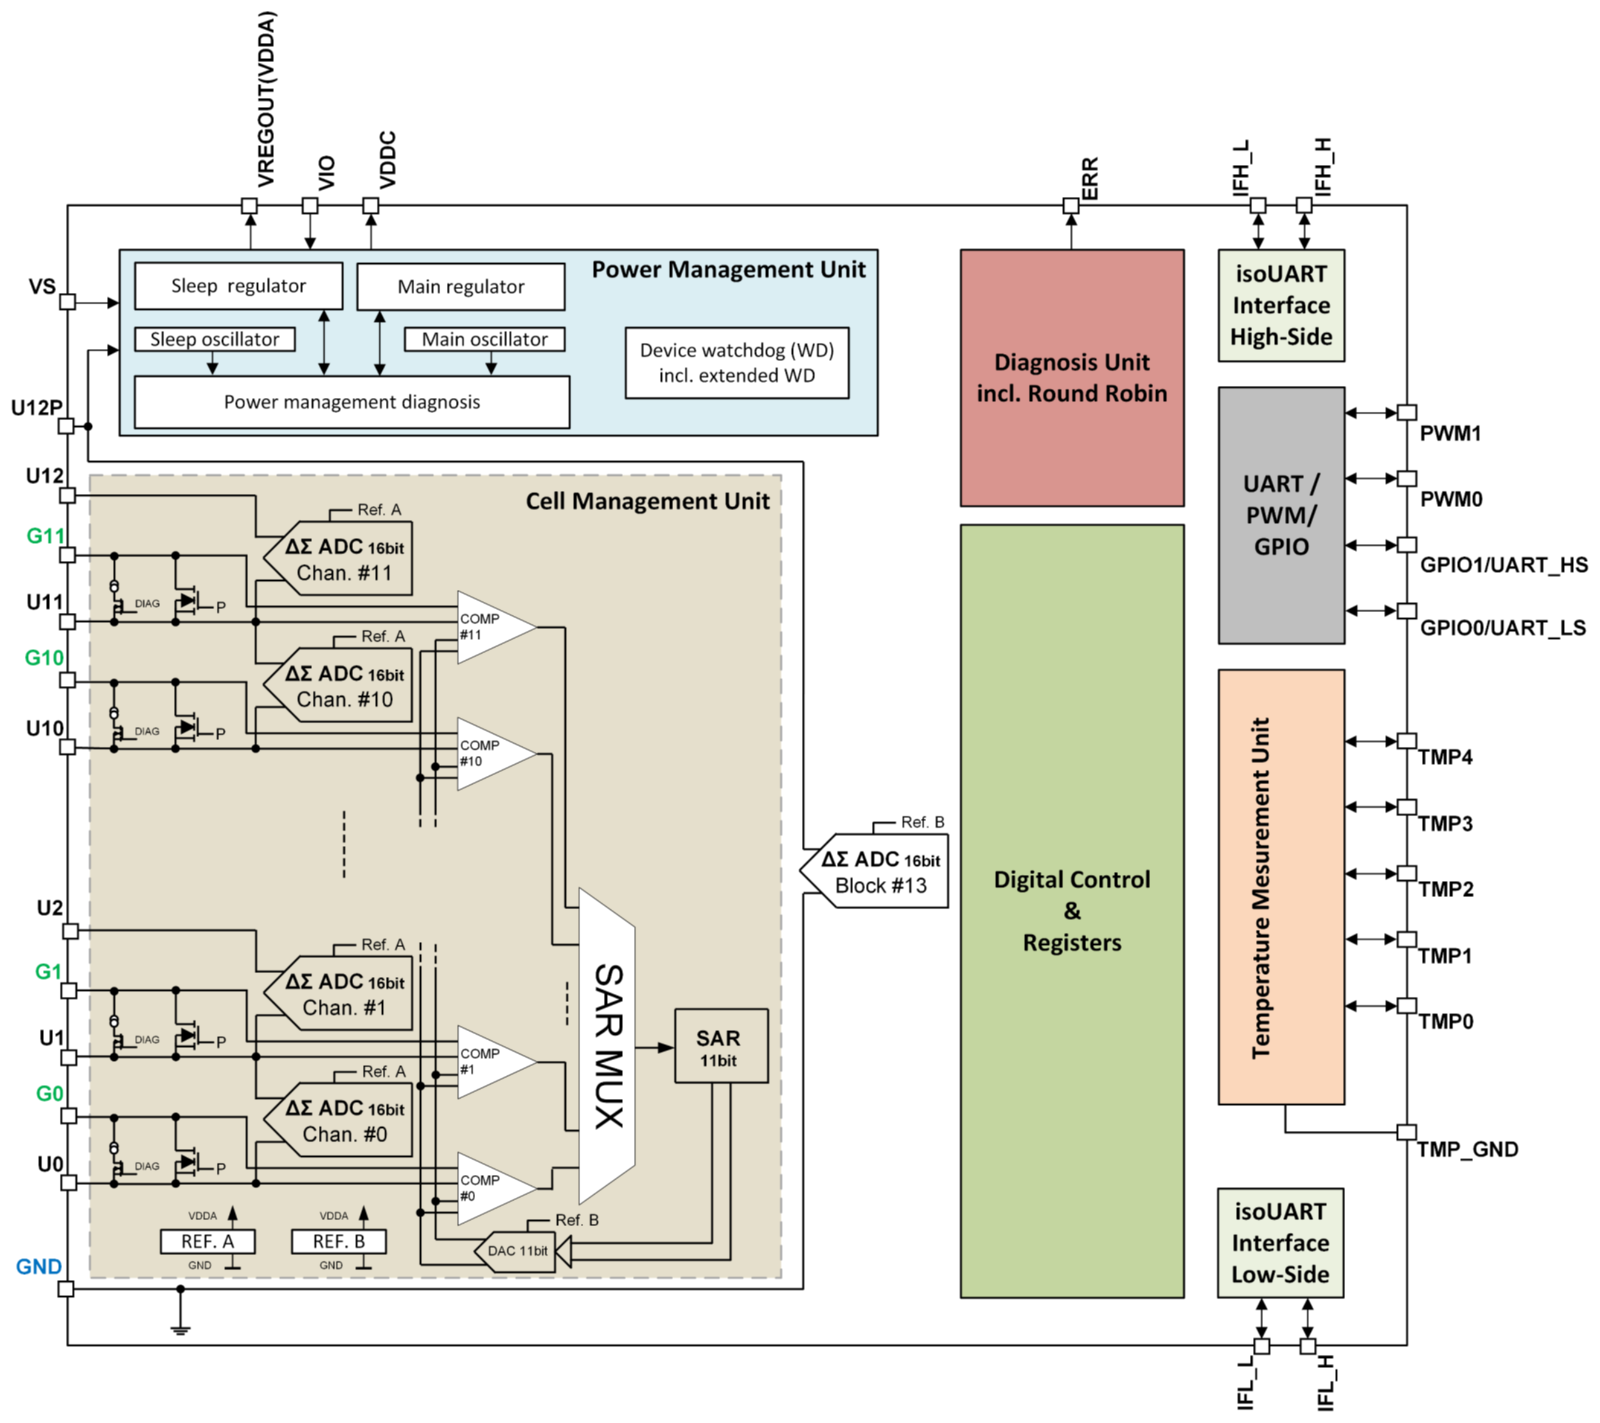 VREGOUT(VDDA)
VIO
VDDC
ERR
IFH_L
IFH_H
VS
U12P
U12
G11
U11
G10
U10
U2
G1
U1
G0
U0
GND
Power Management Unit
Sleep regulator
Main regulator
Sleep oscillator
Main oscillator
Power management diagnosis
Device watchdog (WD)
incl. extended WD
Cell Management Unit
Ref. A
ΔΣ ADC 16bit
Chan. #11
DIAG
P
COMP
#11
Ref. A
ΔΣ ADC 16bit
Chan. #10
DIAG
P
COMP
#10
Ref. A
ΔΣ ADC 16bit
Chan. #1
DIAG
P
COMP
#1
Ref. A
ΔΣ ADC 16bit
Chan. #0
DIAG
P
COMP
#0
SAR MUX
SAR
11bit
Ref. B
DAC 11bit
VDDA
REF. A
GND
VDDA
REF. B
GND
Ref. B
ΔΣ ADC 16bit
Block #13
Diagnosis Unit
incl. Round Robin
Digital Control
&
Registers
isoUART
Interface
High-Side
UART /
PWM/
GPIO
PWM1
PWM0
GPIO1/UART_HS
GPIO0/UART_LS
Temperature Mesurement Unit
TMP4
TMP3
TMP2
TMP1
TMP0
TMP_GND
isoUART
Interface
Low-Side
IFL_L
IFL_H